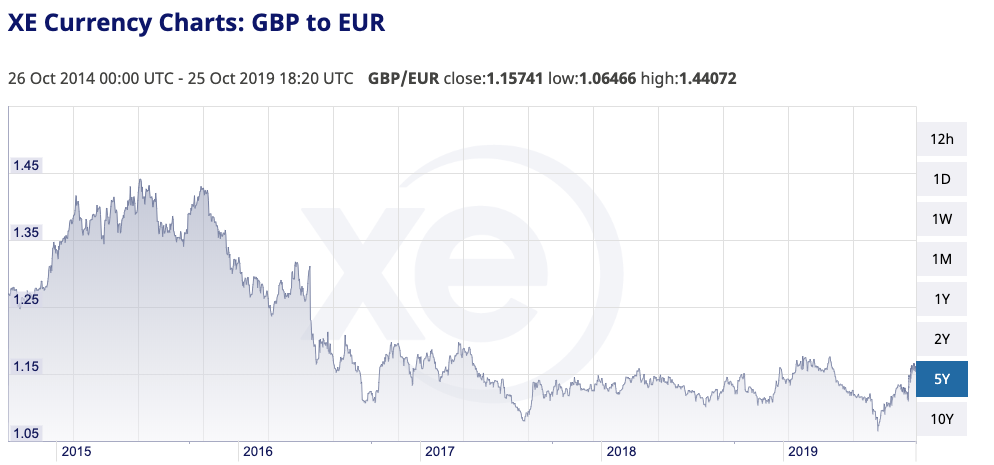 XE Currency Charts: GBP to EUR
26 Oct 2014 00:00 UTC - 25 Oct 2019 18:20 UTC GBP/EUR close:1.15741 low:1.06466 high:1.44072
xe
1.45
1.35
1.25
1.15
1.05
2015 2016 2017 2018 2019
12h
1D
1W
1M
1Y
2Y
5Y
10Y